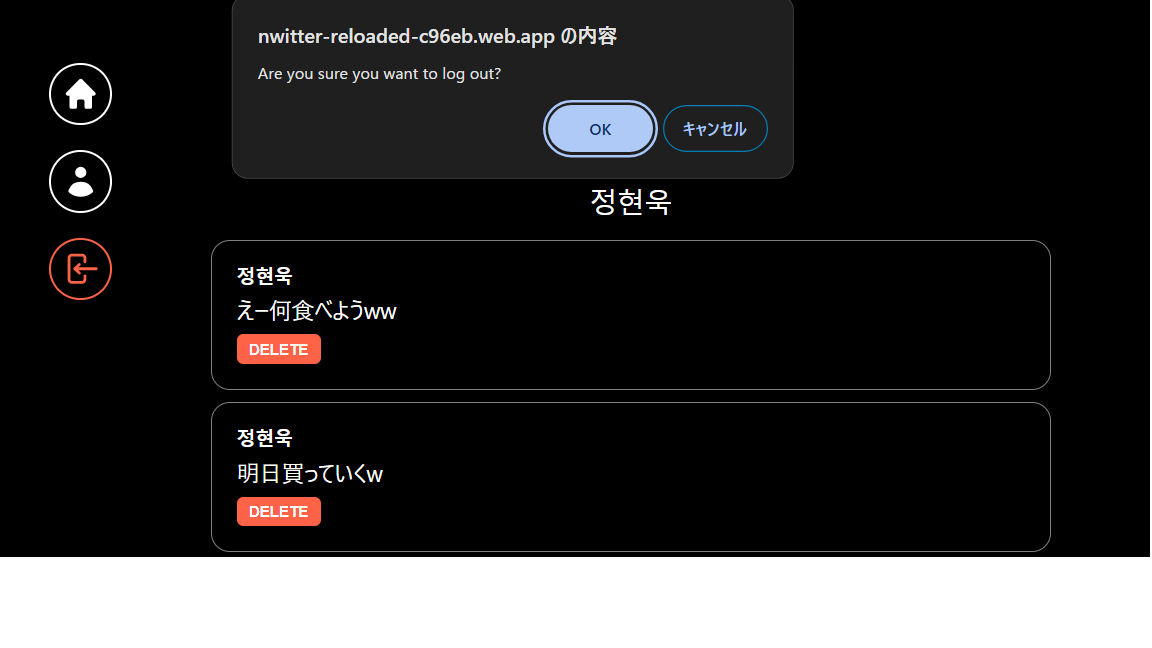 nwitter-reloaded-c96eb.web.app の内容
Are you sure you want to log out?
OK
キャンセル
정현욱
정현욱
えー何食べようww
DELETE
정현욱
明日買っていくw
DELETE